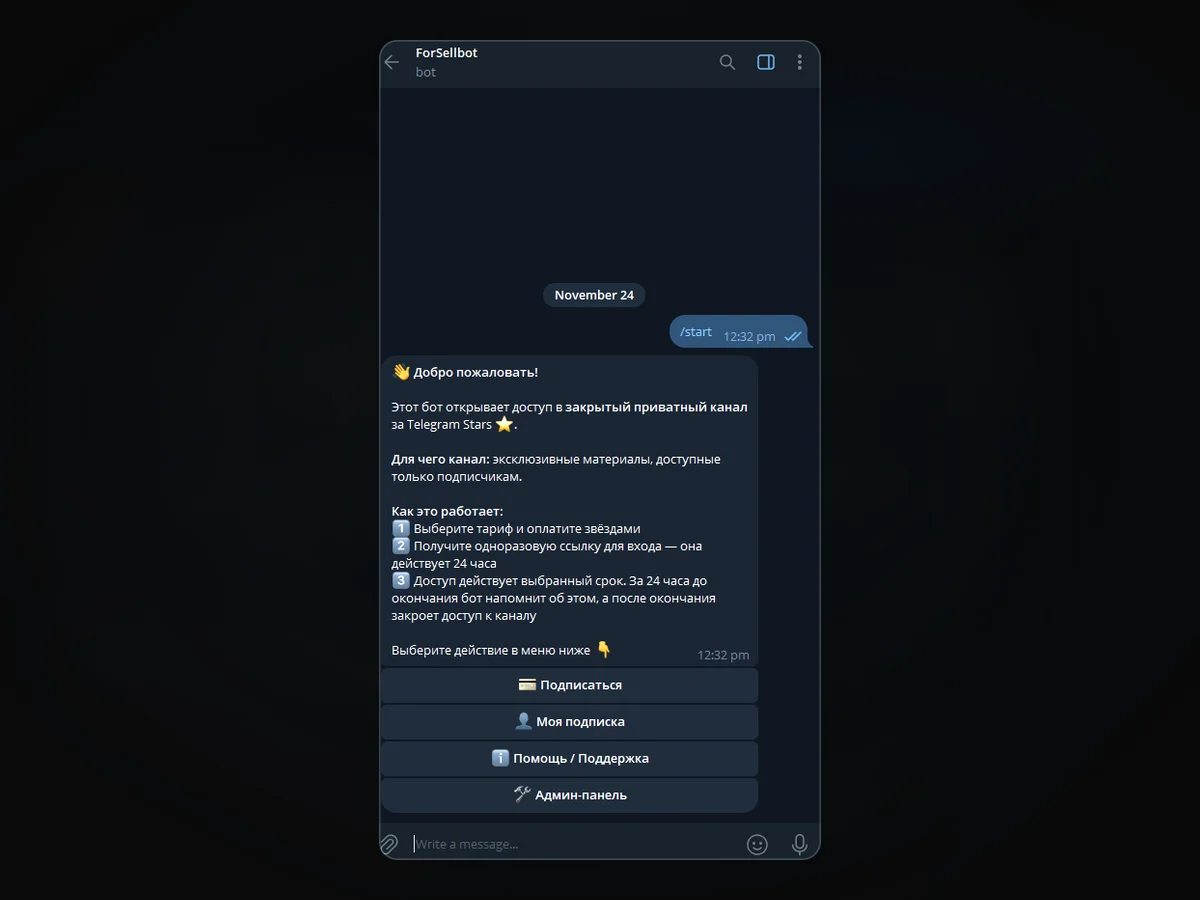 ForSellbot
bot
November 24
/start 12:32 pm
👋 Добро пожаловать!
Этот бот открывает доступ в закрытый приватный канал
за Telegram Stars ⭐.
Для чего канал: эксклюзивные материалы, доступные
только подписчикам.
Как это работает:
1️⃣ Выберите тариф и оплатите звёздами
2️⃣ Получите одноразовую ссылку для входа — она
действует 24 часа
3️⃣ Доступ действует выбранный срок. За 24 часа до
окончания бот напомнит об этом, а после окончания
закроет доступ к каналу
Выберите действие в меню ниже 👇
12:32 pm
💳 Подписаться
👤 Моя подписка
ℹ️ Помощь / Поддержка
🛠 Админ-панель
Write a message...